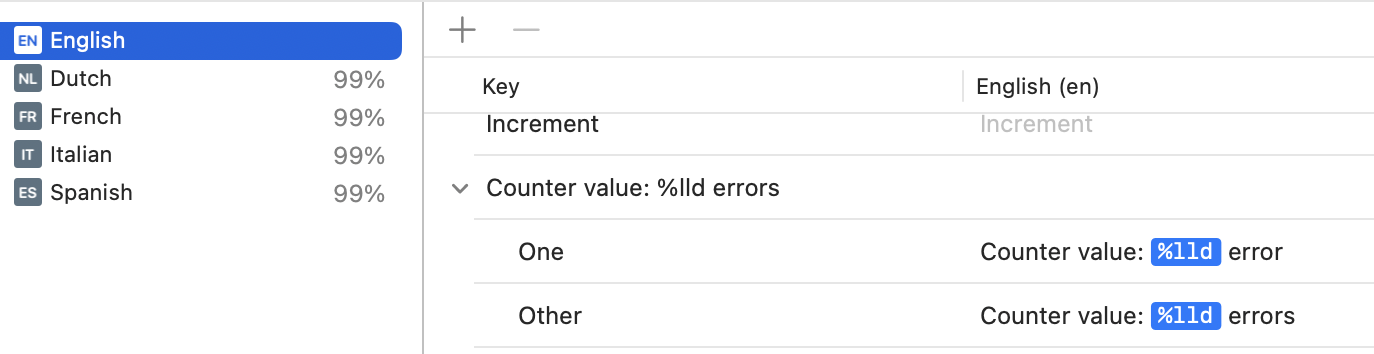 EN English
NL Dutch 99%
FR French 99%
IT Italian 99%
ES Spanish 99%
Key English (en)
Increment Increment
Counter value: %lld errors
One Counter value: %lld error
Other Counter value: %lld errors